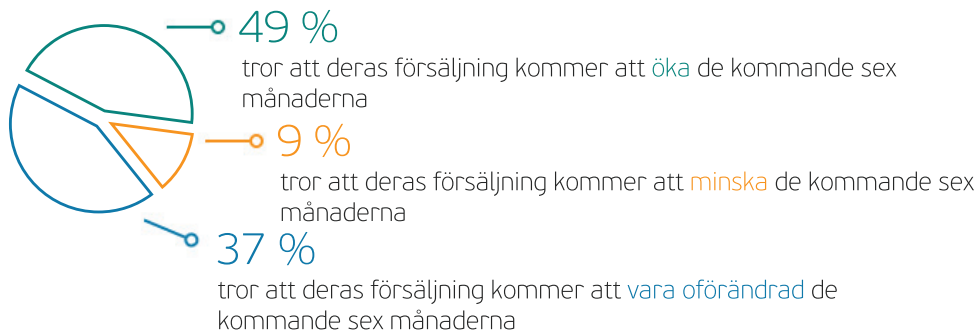 49 %
tror att deras försäljning kommer att öka de kommande sex
månaderna
9 %
tror att deras försäljning kommer att minska de kommande sex
månaderna
37 %
tror att deras försäljning kommer att vara oförändrad de
kommande sex månaderna